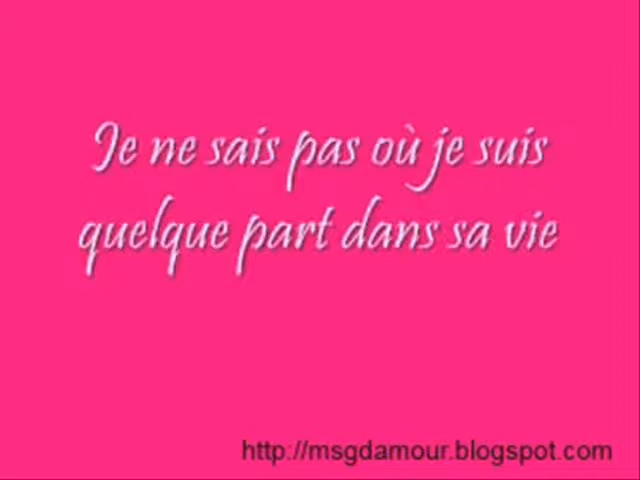 Je ne sais pas où je suis
quelque part dans sa vie
http://msgdamour.blogspot.com